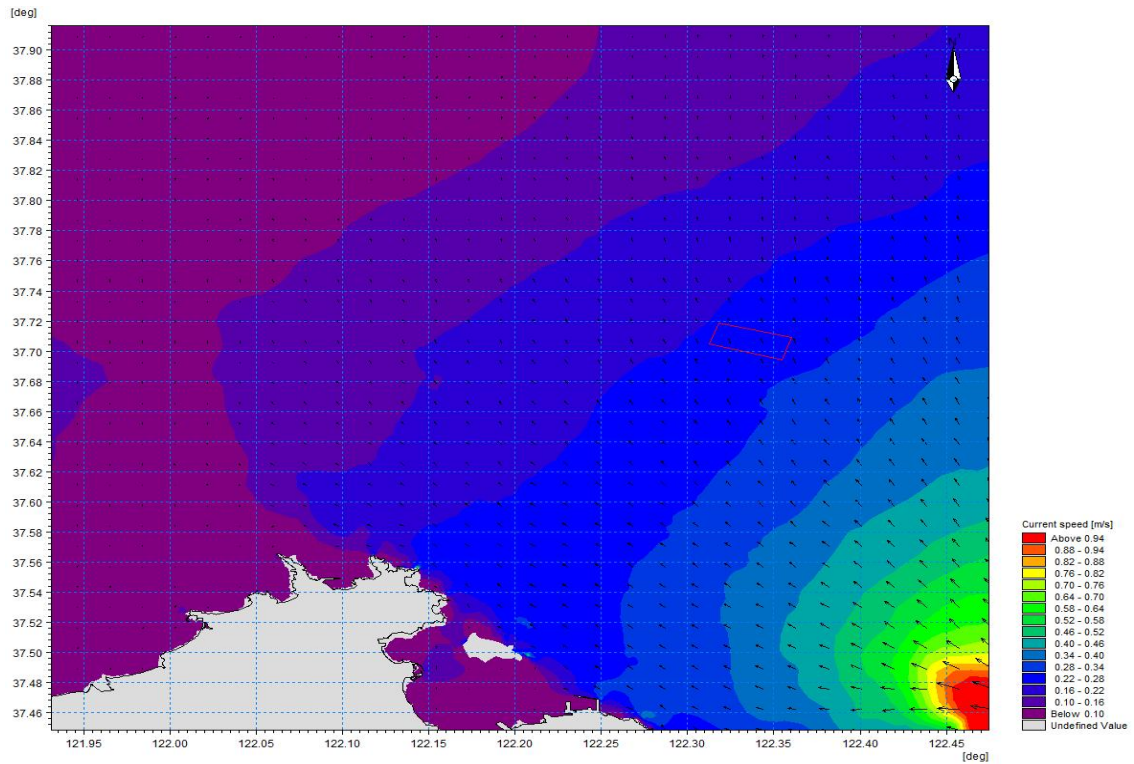 [deg]
37.90
37.88
37.86
37.84
37.82
37.80
37.78
37.76
37.74
37.72
37.70
37.68
37.66
37.64
37.62
37.60
37.58
37.56
37.54
37.52
37.50
37.48
37.46
121.95 122.00 122.05 122.10 122.15 122.20 122.25 122.30 122.35 122.40 122.45
[deg]
Current speed [m/s]
Above 0.94
0.88 - 0.94
0.82 - 0.88
0.76 - 0.82
0.70 - 0.76
0.64 - 0.70
0.58 - 0.64
0.52 - 0.58
0.46 - 0.52
0.40 - 0.46
0.34 - 0.40
0.28 - 0.34
0.22 - 0.28
0.16 - 0.22
0.10 - 0.16
Below 0.10
Undefined Value